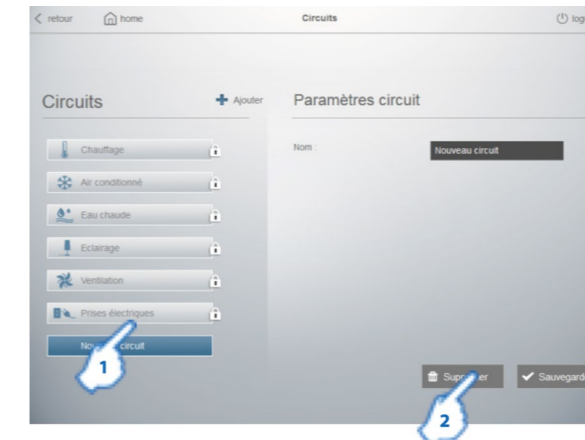 retour
home
Circuits
Circuits
Ajouter
Paramètres circuit
Chauffage
Nom :
Nouveau circuit
Air conditionné
Eau chaude
Eclairage
Ventilation
Prises électriques
circuit
1
2